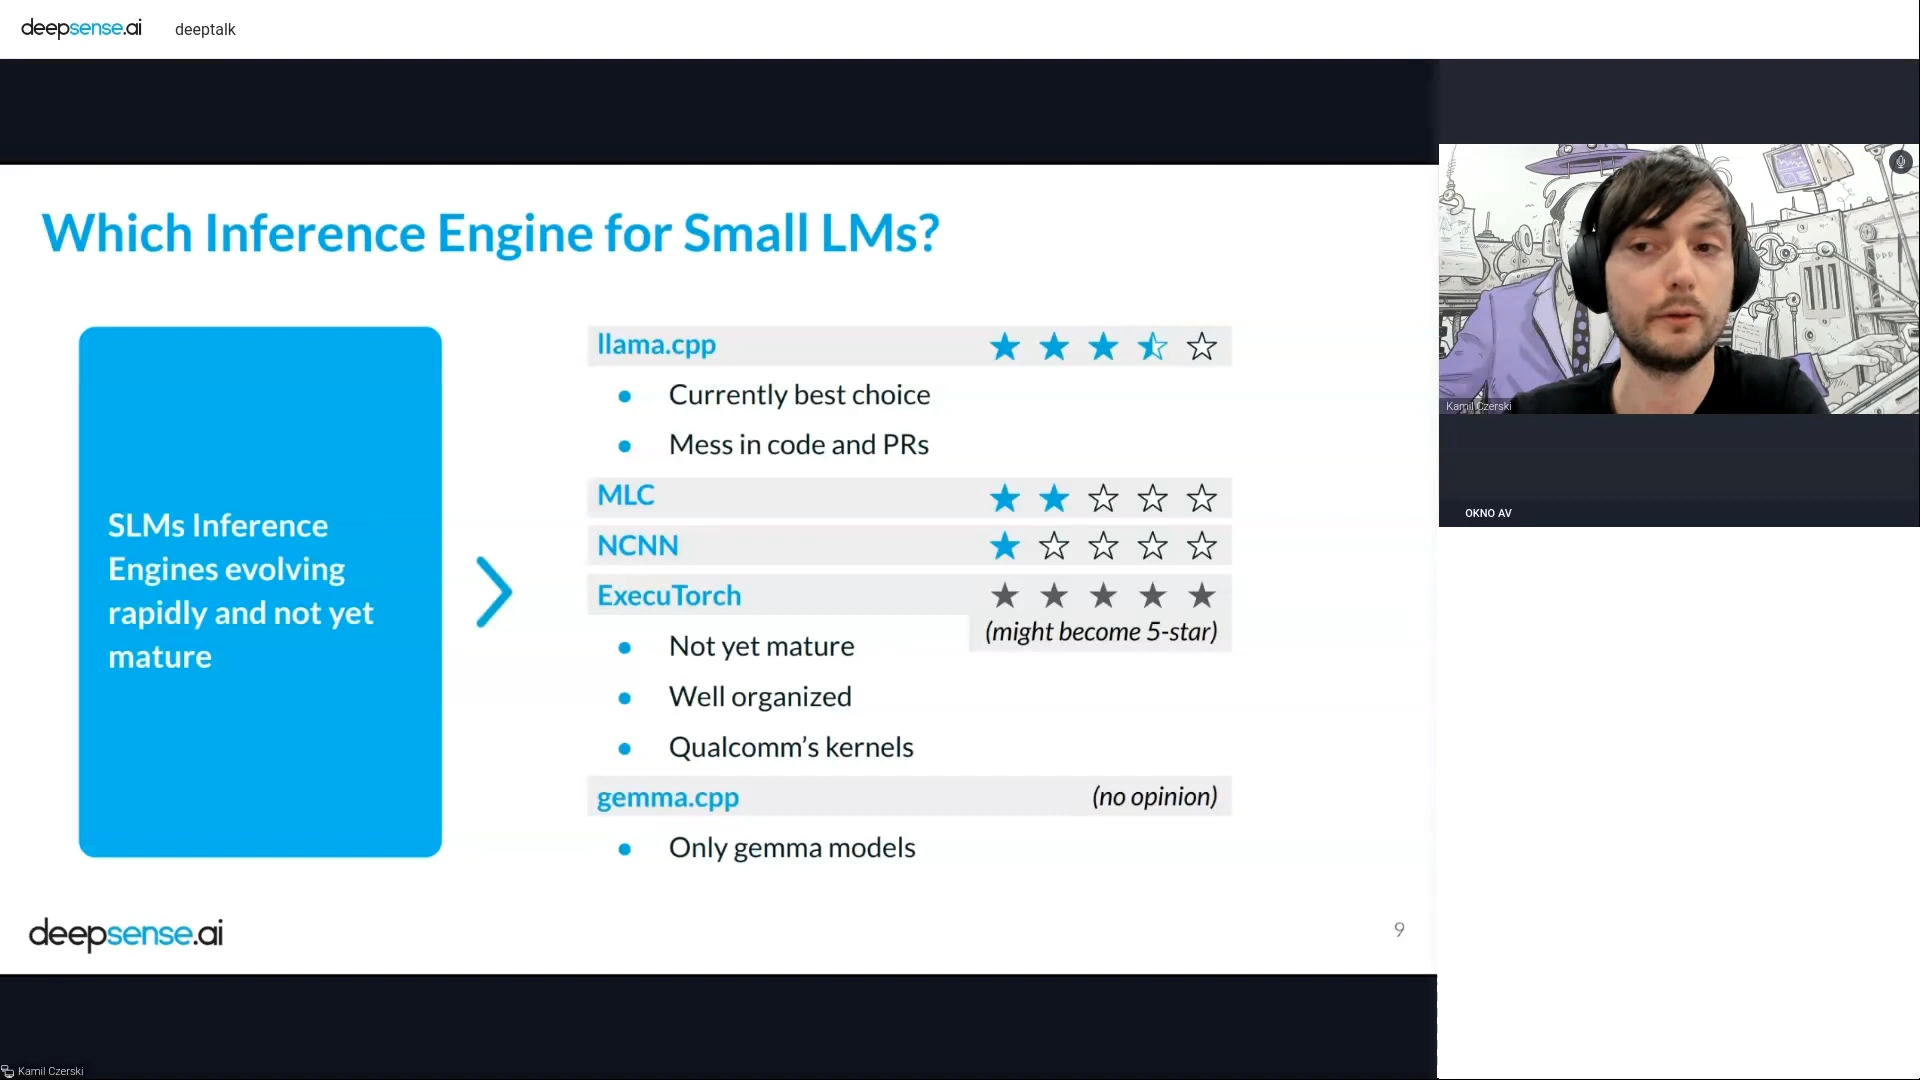 deepsense.ai deeptalk
Which Inference Engine for Small LMs?
SLMs Inference
Engines evolving
rapidly and not yet
mature
llama.cpp
Currently best choice
Mess in code and PRs
MLC
NCNN
ExecuTorch
(might become 5-star)
Not yet mature
Well organized
Qualcomm's kernels
gemma.cpp (no opinion)
Only gemma models
deepsense.ai
9
Kamil Czerski
OKNO AV
Kamil Czerski